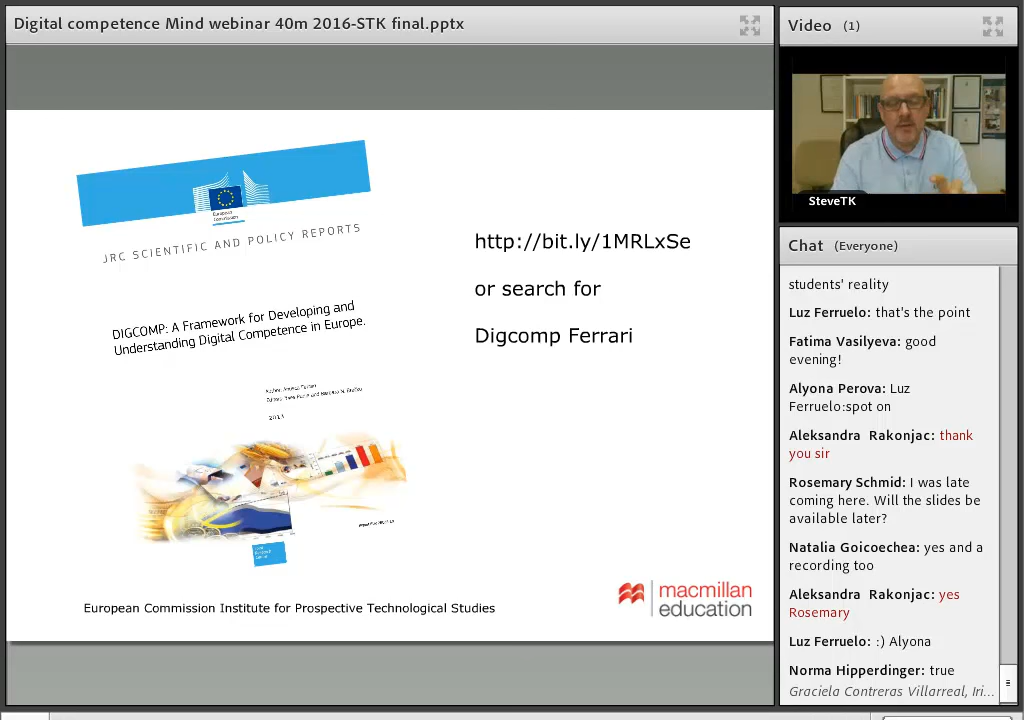 Digital competence Mind webinar 40m 2016-STK final.pptx
European
Commission
JRC SCIENTIFIC AND POLICY REPORTS
DIGCOMP: A Framework for Developing and
Understanding Digital Competence in Europe.
2013
http://bit.ly/1MRLxSe
or search for
Digcomp Ferrari
European Commission Institute for Prospective Technological Studies
macmillan
education
Video (1)
SteveTK
Chat (Everyone)
students' reality
Luz Ferruelo: that's the point
Fatima Vasilyeva: good
evening!
Alyona Perova: Luz
Ferruelo:spot on
Aleksandra Rakonjac: thank
you sir
Rosemary Schmid: I was late
coming here. Will the slides be
available later?
Natalia Goicoechea: yes and a
recording too
Aleksandra Rakonjac: yes
Rosemary
Luz Ferruelo: :) Alyona
Norma Hipperdinger: true
Graciela Contreras Villarreal, Iri...